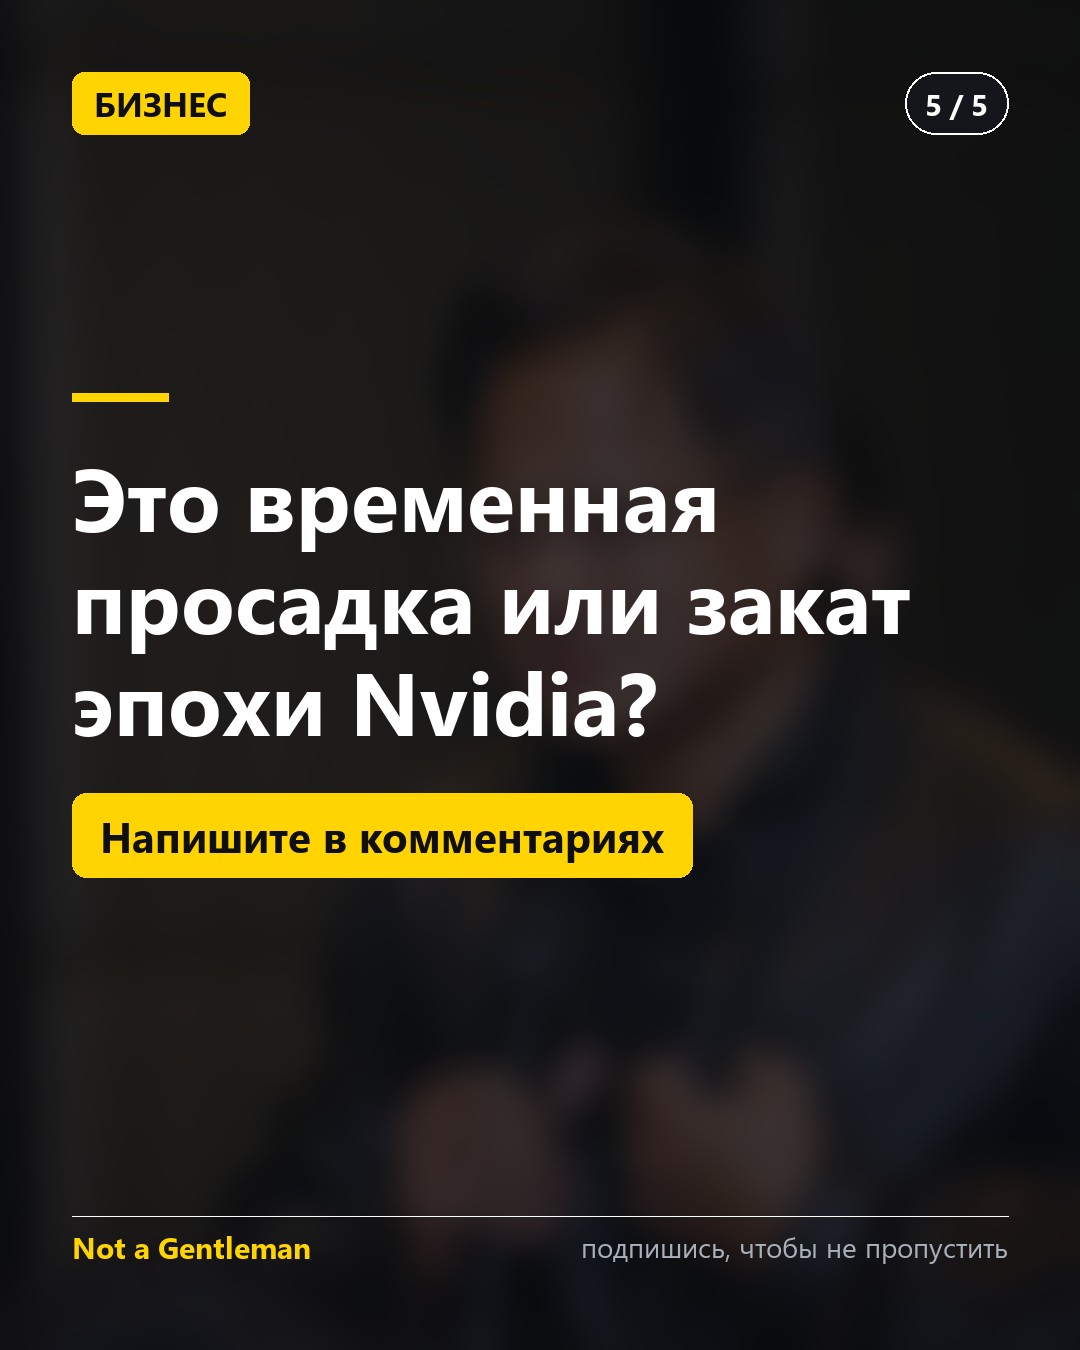 БИЗНЕС
5 / 5
Это временная
просадка или закат
эпохи Nvidia?
Напишите в комментариях
Not a Gentleman
подпишись, чтобы не пропустить